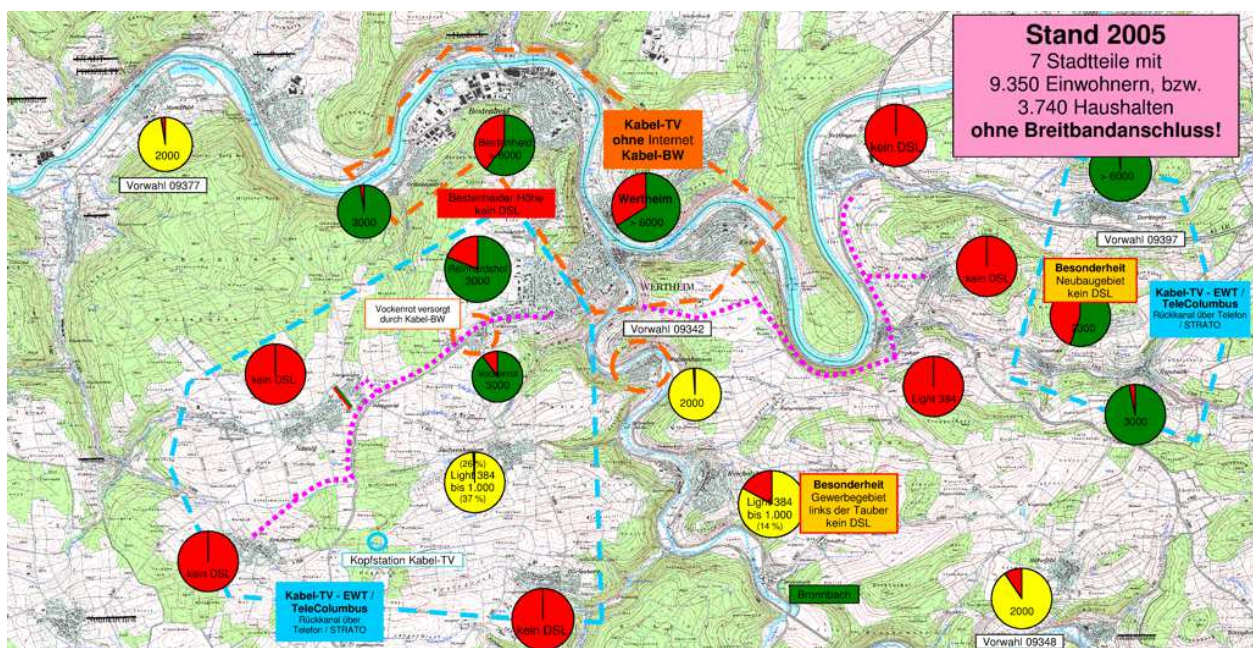 Stand 2005
7 Stadtteile mit
9.350 Einwohnern, bzw.
3.740 Haushalten
ohne Breitbandanschluss!
2000
Vorwahl 09377
3000
Bestenheid
Bestenheid
> 6000
Bestenheider Höhe
kein DSL
Kabel-TV
ohne Internet
Kabel-BW
Wertheim
> 6000
kein DSL
> 6000
Vorwahl 09397
kein DSL
Besonderheit
Neubaugebiet
kein DSL
2300
Kabel-TV - EWT /
TeleColumbus
Rückkanal über Telefon
/ STRATO
Reinhardshof
3000
Vockenrot versorgt
durch Kabel-BW
WERTHEIM
Vorwahl 09342
kein DSL
Vockenrot
3000
2000
Light 384
3000
(26 %)
Light 384
bis 1.000
(37 %)
Light 384
bis 1.000
(14 %)
Besonderheit
Gewerbegebiet
links der Tauber
kein DSL
kein DSL
Kopfstation Kabel-TV
Kabel-TV - EWT /
TeleColumbus
Rückkanal über
Telefon / STRATO
kein DSL
Bronnbach
2000
Vorwahl 09348